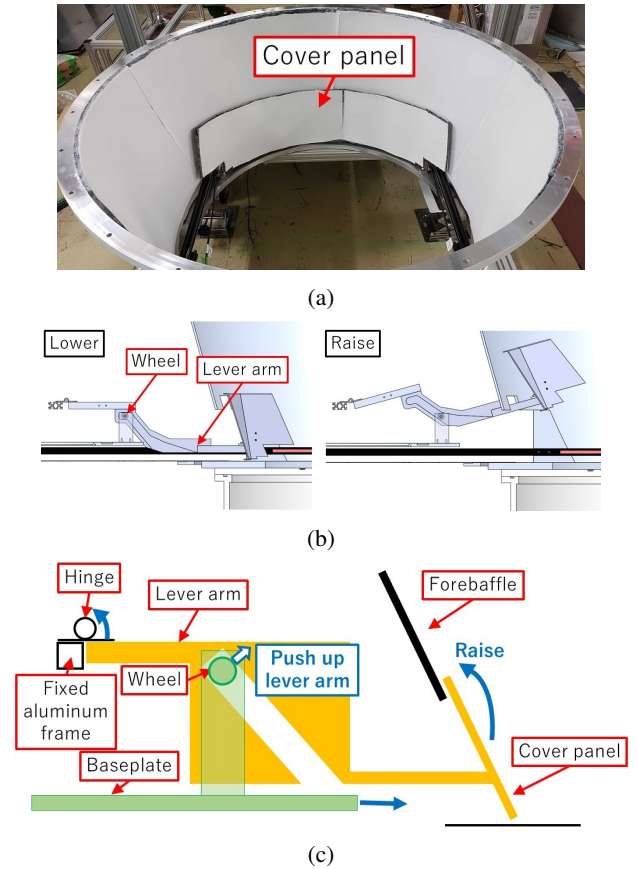 Cover panel
(a)
Lower
Wheel
Lever arm
Raise
(b)
Hinge
Lever arm
Forebaffle
Wheel
Push up
lever arm
Raise
Fixed
aluminum
frame
Baseplate
Cover panel
(c)